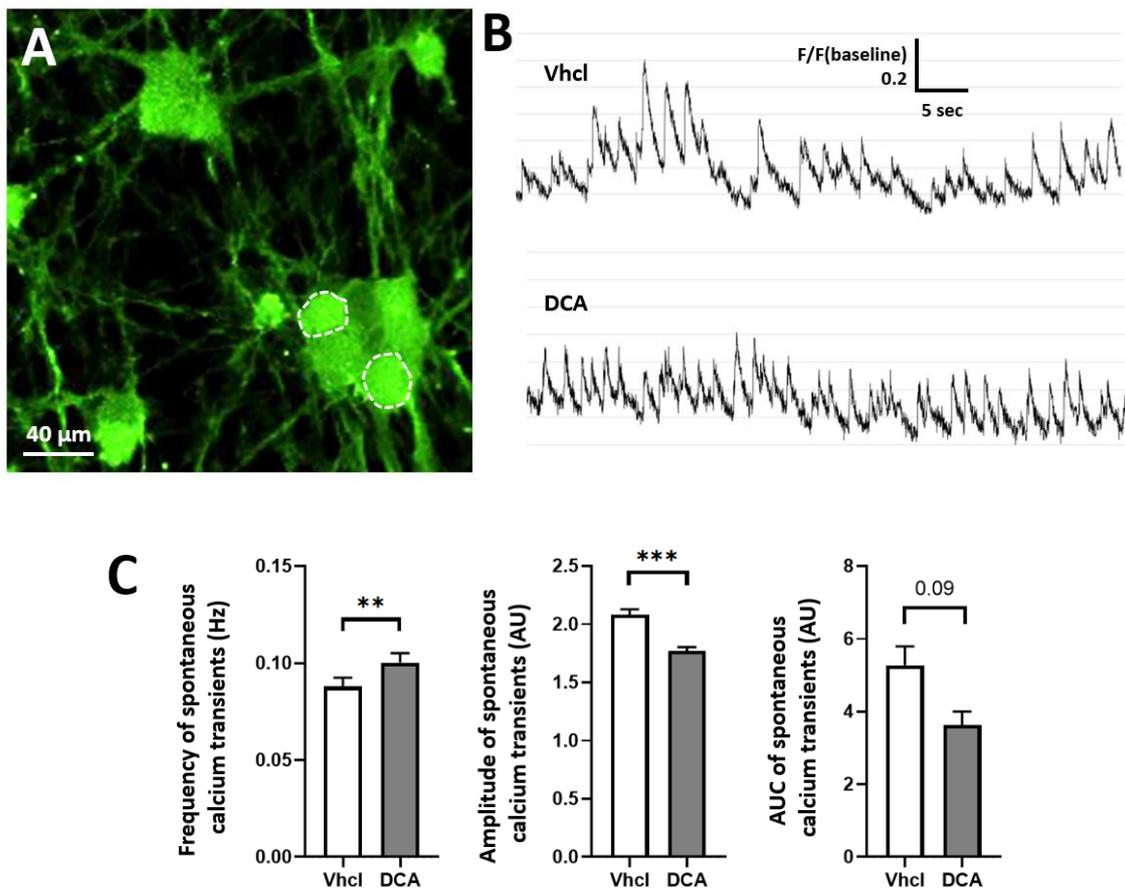 A
40 µm
B
Vhcl
F/F(baseline)
0.2
5 sec
DCA
C
Frequency of spontaneous
calcium transients (Hz)
0.15
0.10
0.05
0.00
**
Vhcl DCA
Amplitude of spontaneous
calcium transients (AU)
2.5
2.0
1.5
1.0
0.5
0.0
***
Vhcl DCA
AUC of spontaneous
calcium transients (AU)
8
6
4
2
0
0.09
Vhcl DCA